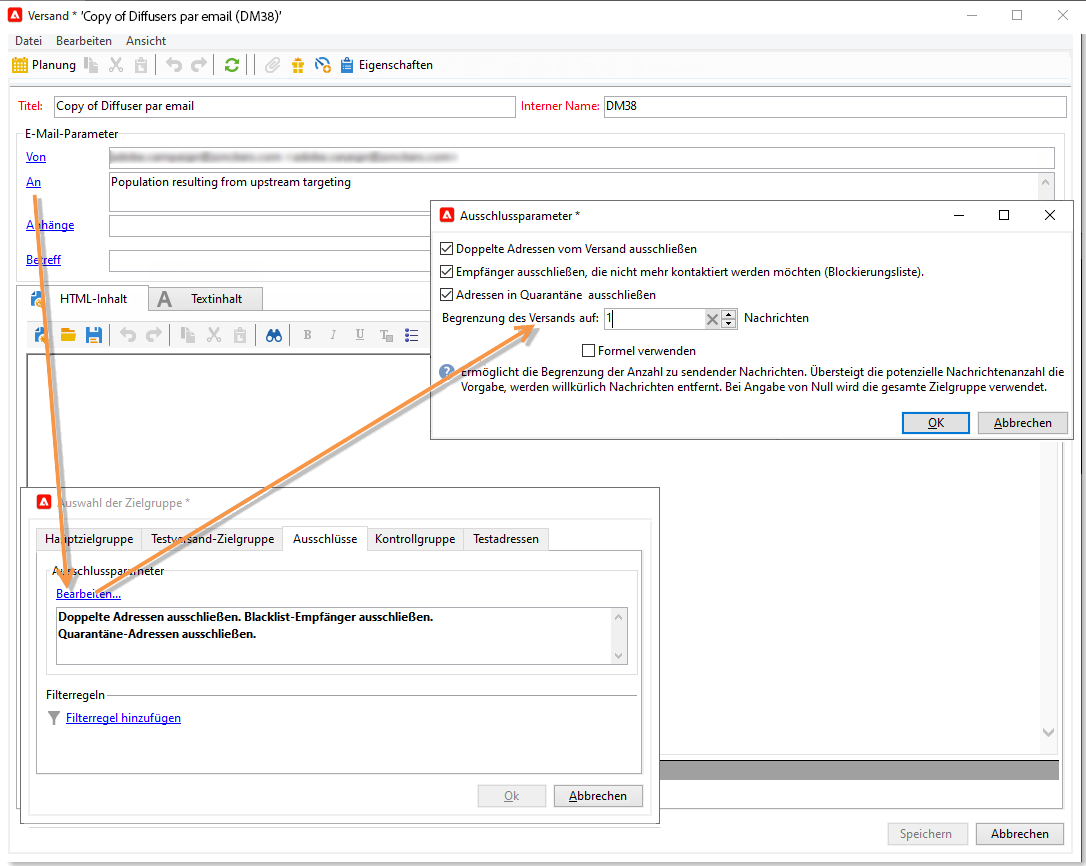 Versand * 'Copy of Diffusers par email (DM38)'
Datei Bearbeiten Ansicht
Planung Eigenschaften
Titel: Copy of Diffuser par email Interner Name: DM38
E-Mail-Parameter
Von
An Population resulting from upstream targeting
Anhänge
Betreff
HTML-Inhalt A Textinhalt
B I U T
Ausschlussparameter *
Doppelte Adressen vom Versand ausschließen
Empfänger ausschließen, die nicht mehr kontaktiert werden möchten (Blockierungsliste).
Adressen in Quarantäne ausschließen
Begrenzung des Versands auf: 1 Nachrichten
Formel verwenden
Ermöglicht die Begrenzung der Anzahl zu sendender Nachrichten. Übersteigt die potenzielle Nachrichtenanzahl die
Vorgabe, werden willkürlich Nachrichten entfernt. Bei Angabe von Null wird die gesamte Zielgruppe verwendet.
OK Abbrechen
Auswahl der Zielgruppe *
Hauptzielgruppe Testversand-Zielgruppe Ausschlüsse Kontrollgruppe Testadressen
Ausschlussparameter
Bearbeiten...
Doppelte Adressen ausschließen. Blacklist-Empfänger ausschließen.
Quarantäne-Adressen ausschließen.
Filterregeln
Filterregel hinzufügen
Ok Abbrechen
Speichern Abbrechen